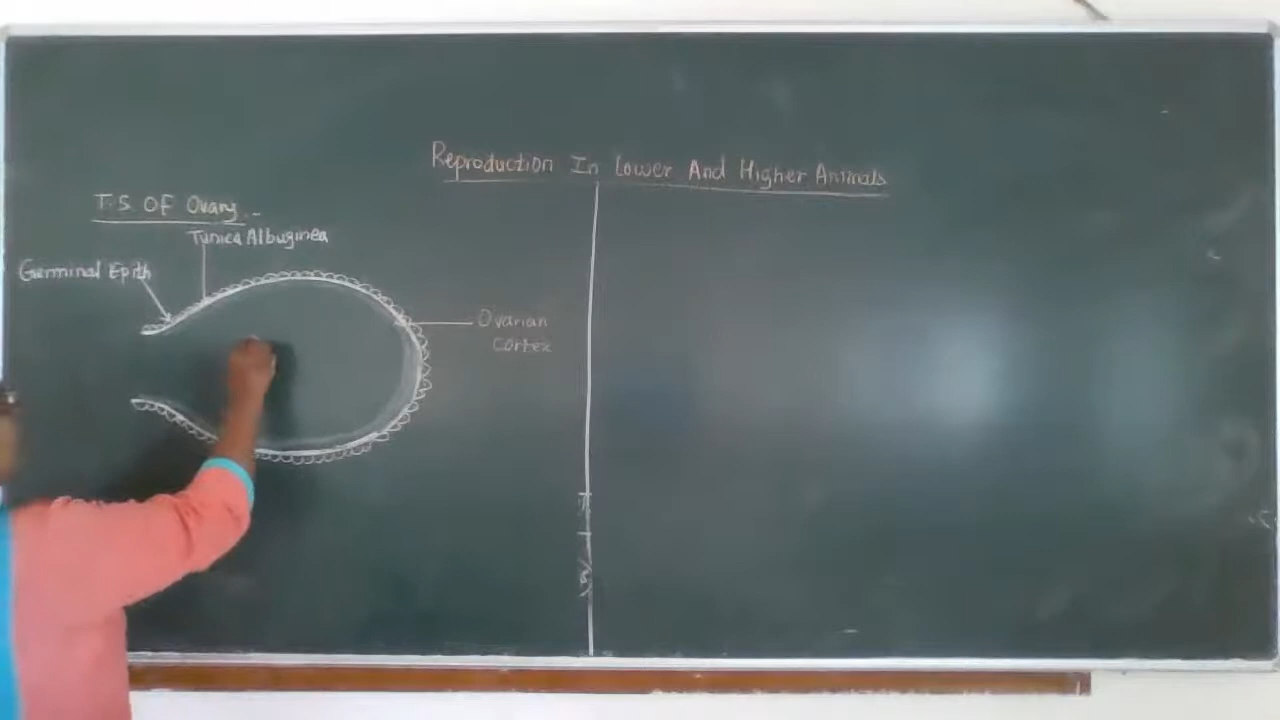 Reproduction In Lower And Higher Animals
T.S OF Ovary.-
Tunica Albuginea
Germinal Epith
Ovarian
Cortex